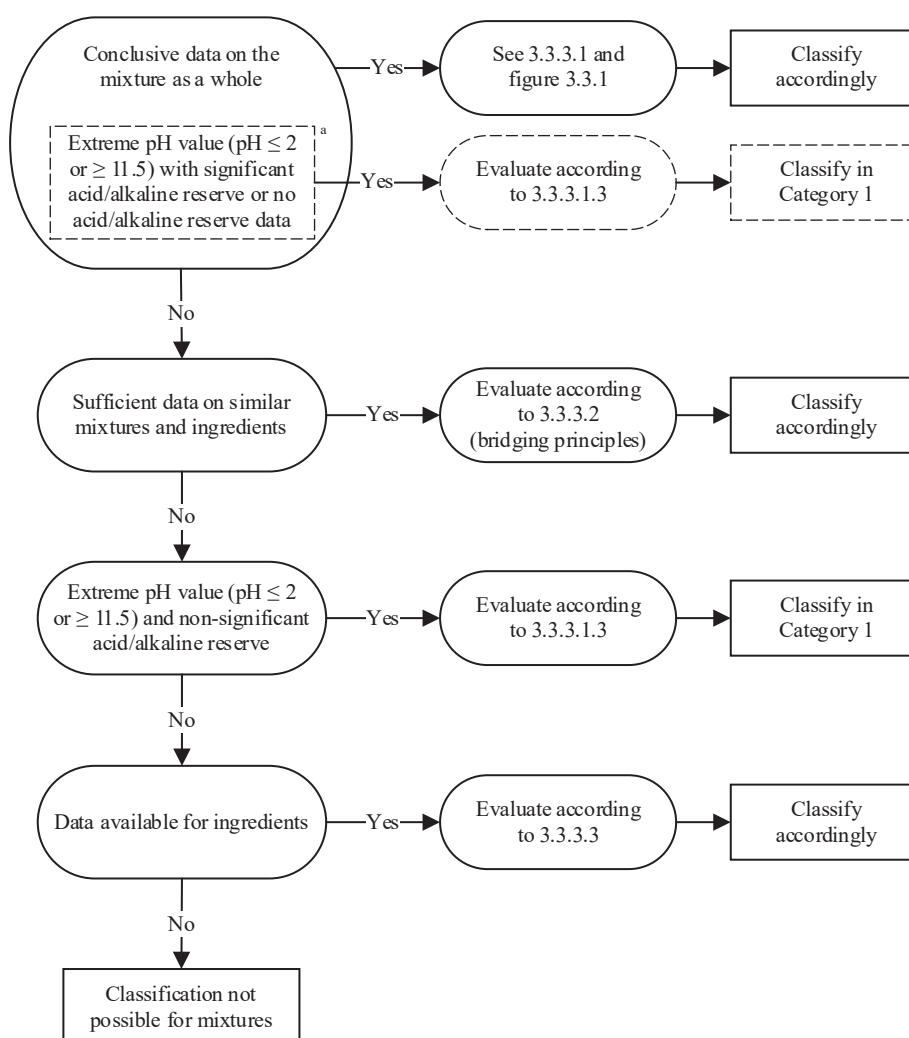 Conclusive data on the
mixture as a whole
Yes
See 3.3.3.1 and
figure 3.3.1
Classify
accordingly
Extreme pH value (pH ≤ 2
or ≥ 11.5) with significant
acid/alkaline reserve or no
acid/alkaline reserve data
a
Yes
Evaluate according
to 3.3.3.1.3
Classify in
Category 1
No
Sufficient data on similar
mixtures and ingredients
Yes
Evaluate according
to 3.3.3.2
(bridging principles)
Classify
accordingly
No
Extreme pH value (pH ≤ 2
or ≥ 11.5) and non-significant
acid/alkaline reserve
Yes
Evaluate according
to 3.3.3.1.3
Classify in
Category 1
No
Data available for ingredients
Yes
Evaluate according
to 3.3.3.3
Classify
accordingly
No
Classification not
possible for mixtures